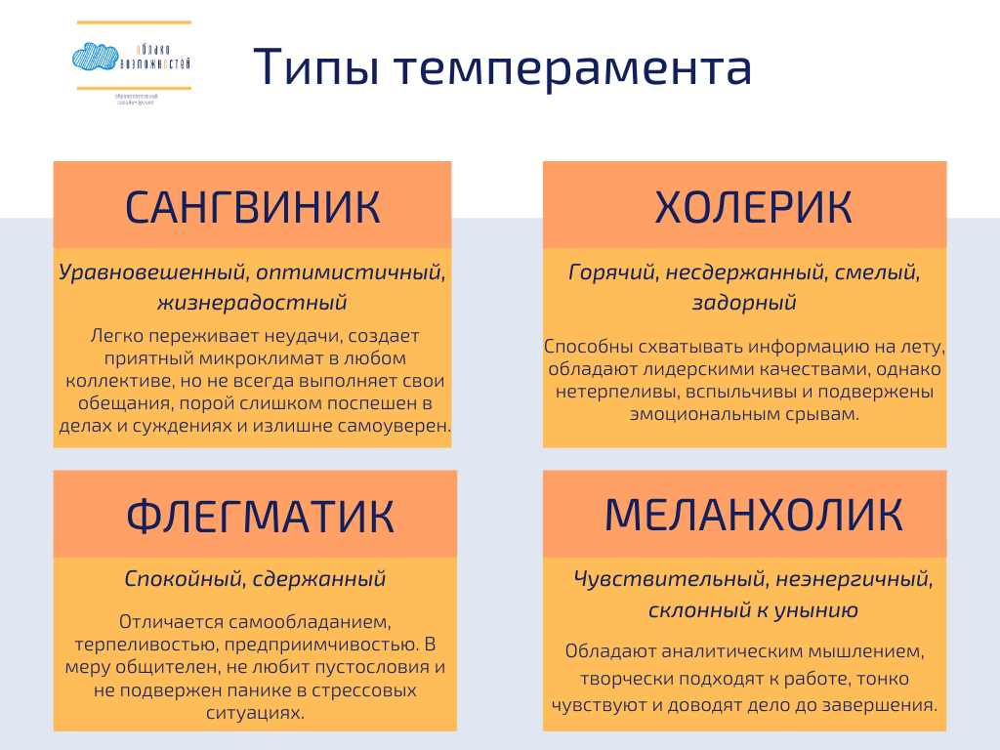 облако
возможностей
образовательный
онлайн-проект
Типы темперамента
САНГВИНИК
Уравновешенный, оптимистичный,
жизнерадостный
Легко переживает неудачи, создает
приятный микроклимат в любом
коллективе, но не всегда выполняет свои
обещания, порой слишком поспешен в
делах и суждениях и излишне самоуверен.
ХОЛЕРИК
Горячий, несдержанный, смелый,
задорный
Способны схватывать информацию на лету,
обладают лидерскими качествами, однако
нетерпеливы, вспыльчивы и подвержены
эмоциональным срывам.
ФЛЕГМАТИК
Спокойный, сдержанный
Отличается самообладанием,
терпеливостью, предприимчивостью. В
меру общителен, не любит пустословия и
не подвержен панике в стрессовых
ситуациях.
МЕЛАНХОЛИК
Чувствительный, неэнергичный,
склонный к унынию
Обладают аналитическим мышлением,
творчески подходят к работе, тонко
чувствуют и доводят дело до завершения.